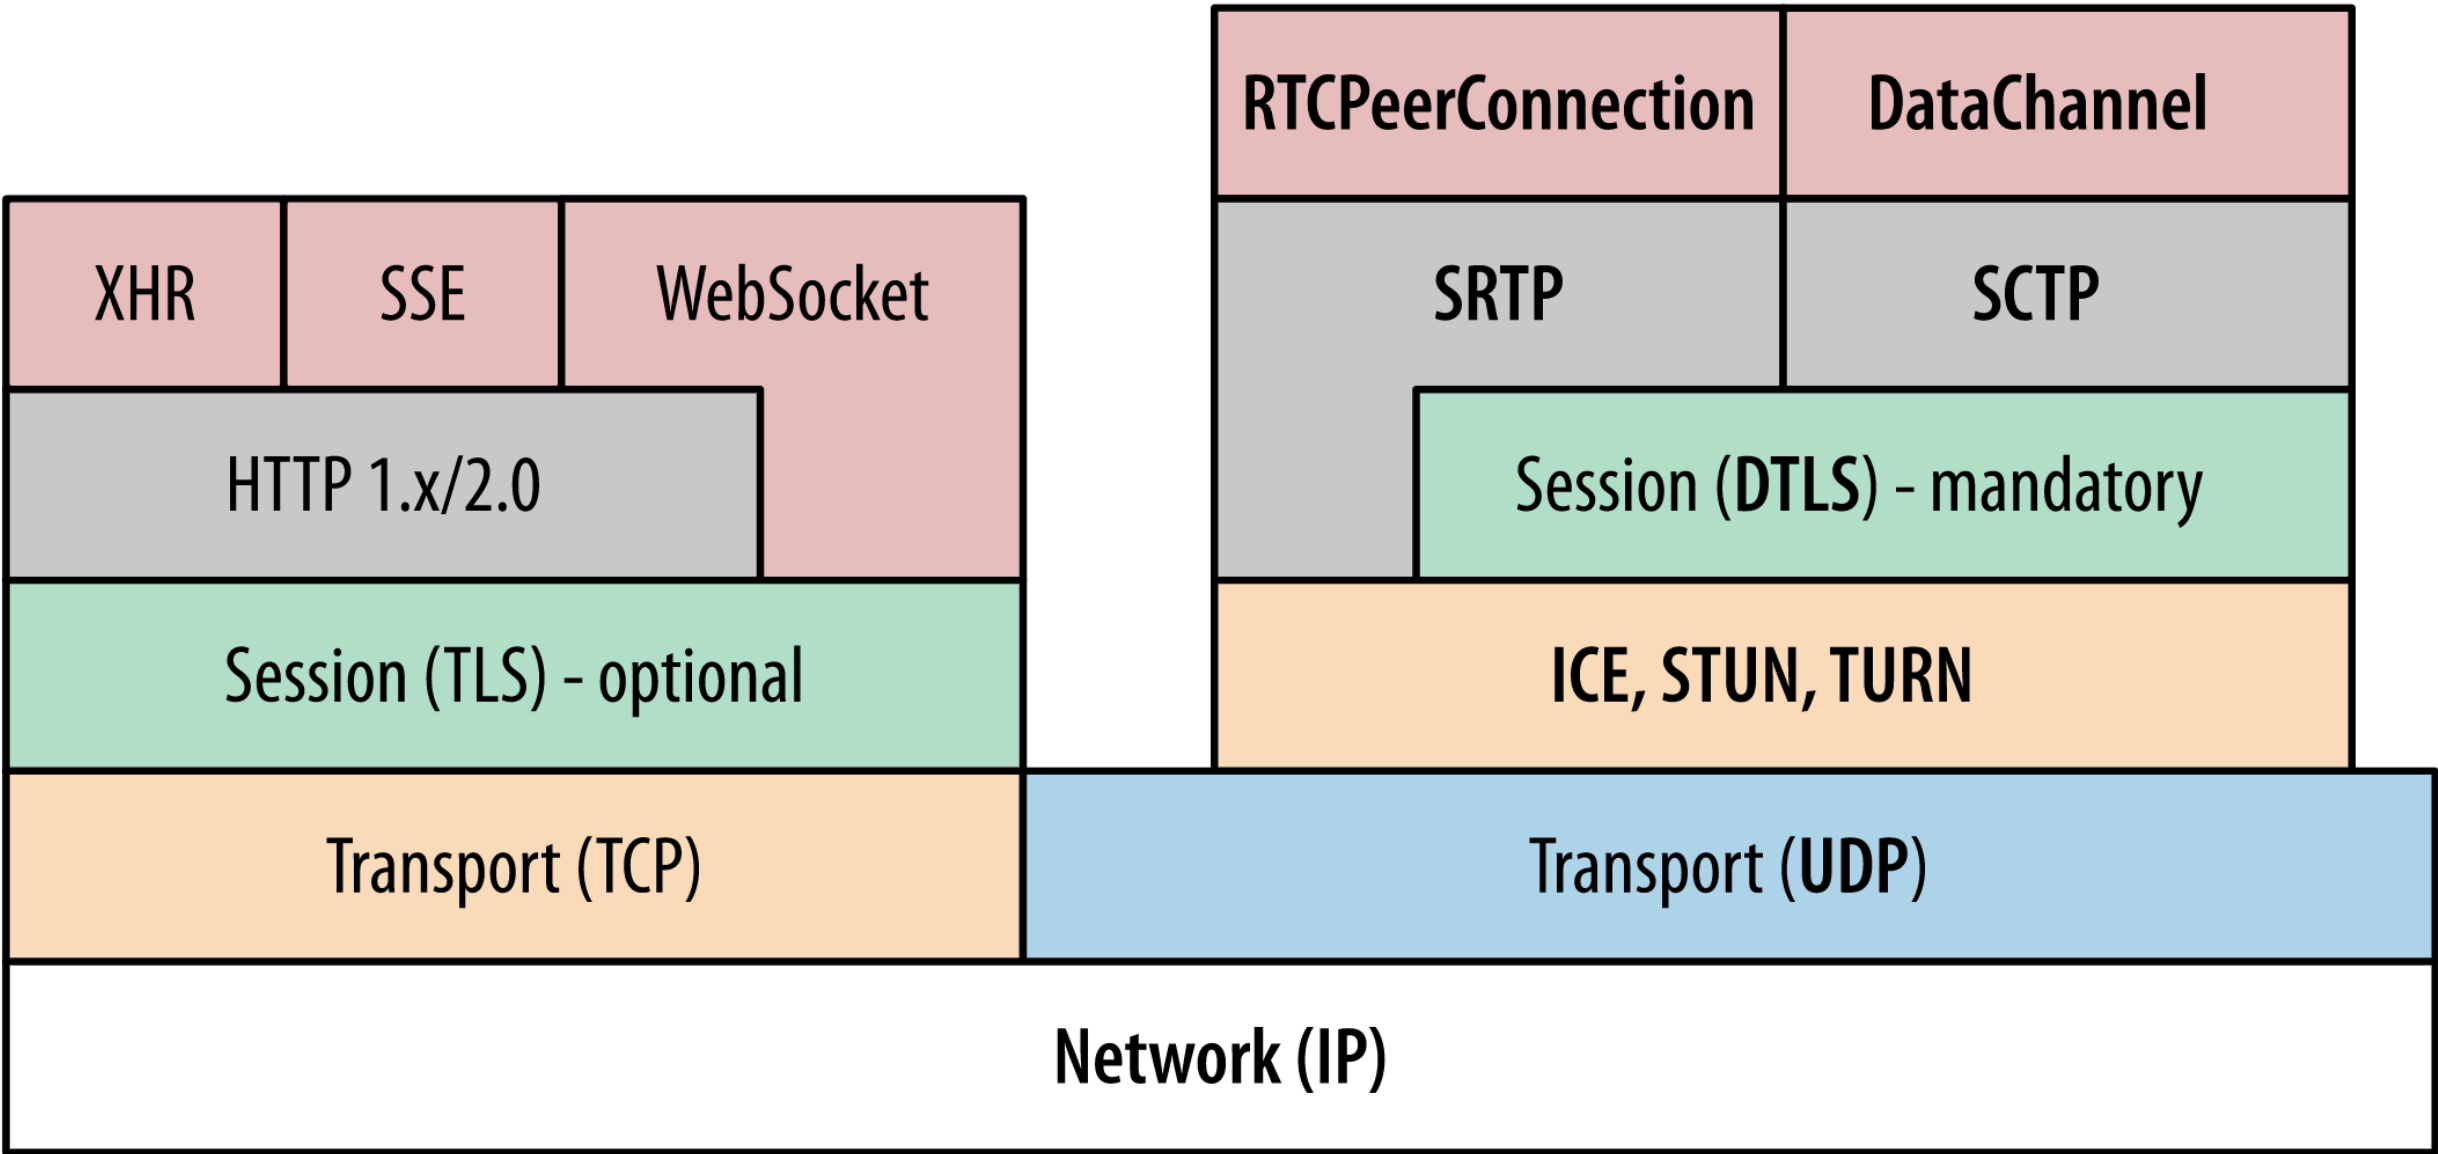 RTCPeerConnection
DataChannel
XHR
SSE
WebSocket
SRTP
SCTP
HTTP 1.x/2.0
Session (DTLS) - mandatory
Session (TLS) - optional
ICE, STUN, TURN
Transport (TCP)
Transport (UDP)
Network (IP)